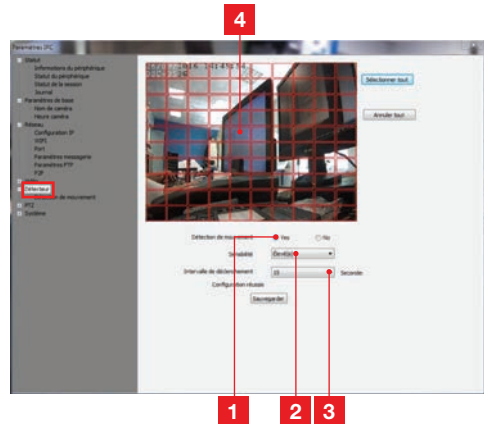 4
Paramètres IPC
Statut
Informations du périphérique
Statut du périphérique
Statut de la session
Journal
Paramètres de base
Nom de caméra
Heure caméra
Réseau
Configuration IP
WIFI
Port
Paramètres messagerie
Paramètres FTP
P2P
Détecteur
de mouvement
PTZ
Système
Sélectionner tout
Annuler tout
Détection de mouvement
Yes
No
Sensibilité
Élevé(e)
Intervalle de déclenchement
10
Secondes
Configuration réussie
Sauvegarder
1
2
3